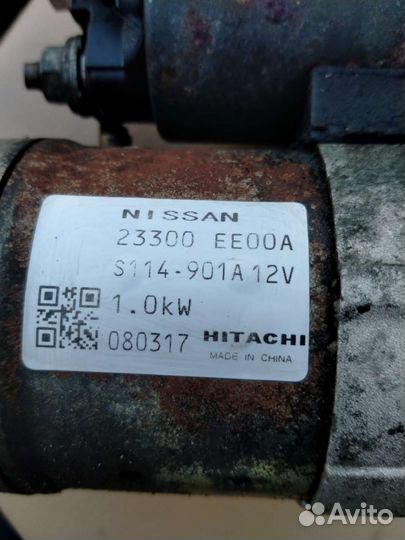 NISSAN
23300 EE00A
S114-901A 12V
1.0kW
080317 HITACHI
MADE IN CHINA
Avito